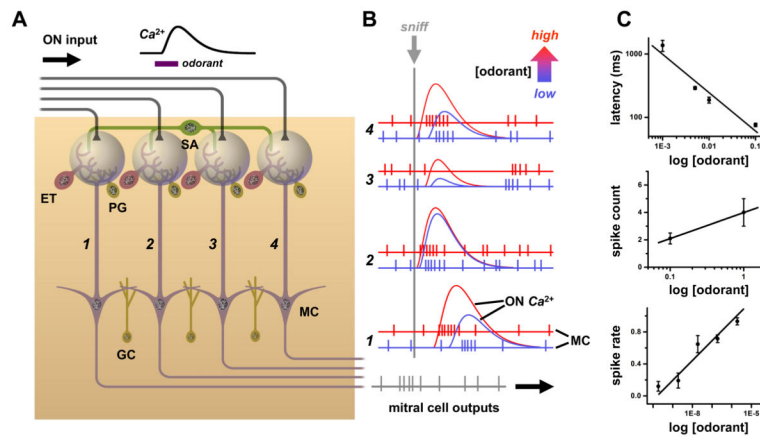 A
ON input
Ca2+
odorant
SA
ET
PG
1
2
3
4
MC
GC
B
sniff
high
[odorant]
low
4
3
2
1
ON Ca2+
MC
mitral cell outputs
C
latency (ms)
1000
100
1E-3
0.01
0.1
log [odorant]
spike count
6
4
2
0
0.1
1
log [odorant]
spike rate
0.8
0.4
0.0
1E-8
1E-5
log [odorant]